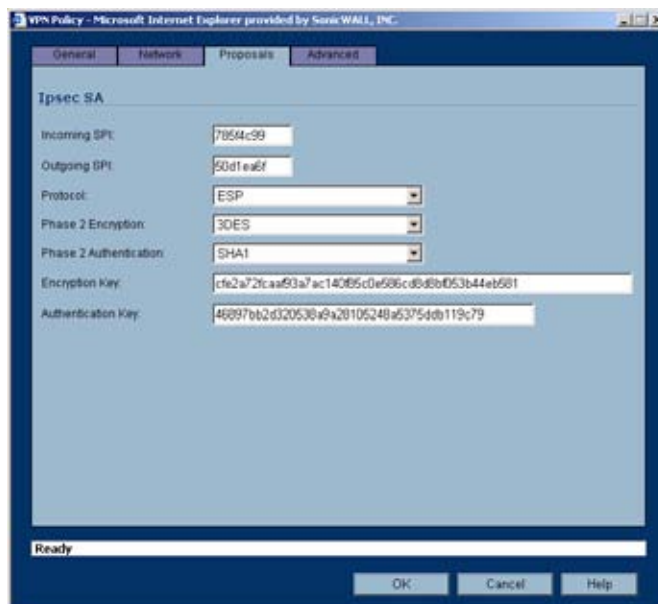 VPN Policy - Microsoft Internet Explorer provided by SonicWALL, INC.
General Network Proposals Advanced
Ipsec SA
Incoming SPI: 785f4c99
Outgoing SPI: 50d1ea6f
Protocol: ESP
Phase 2 Encryption: 3DES
Phase 2 Authentication: SHA1
Encryption Key:
Authentication Key: 46897bb2d320538a9a28105248a5375ddb119c79
Ready
OK Cancel Help